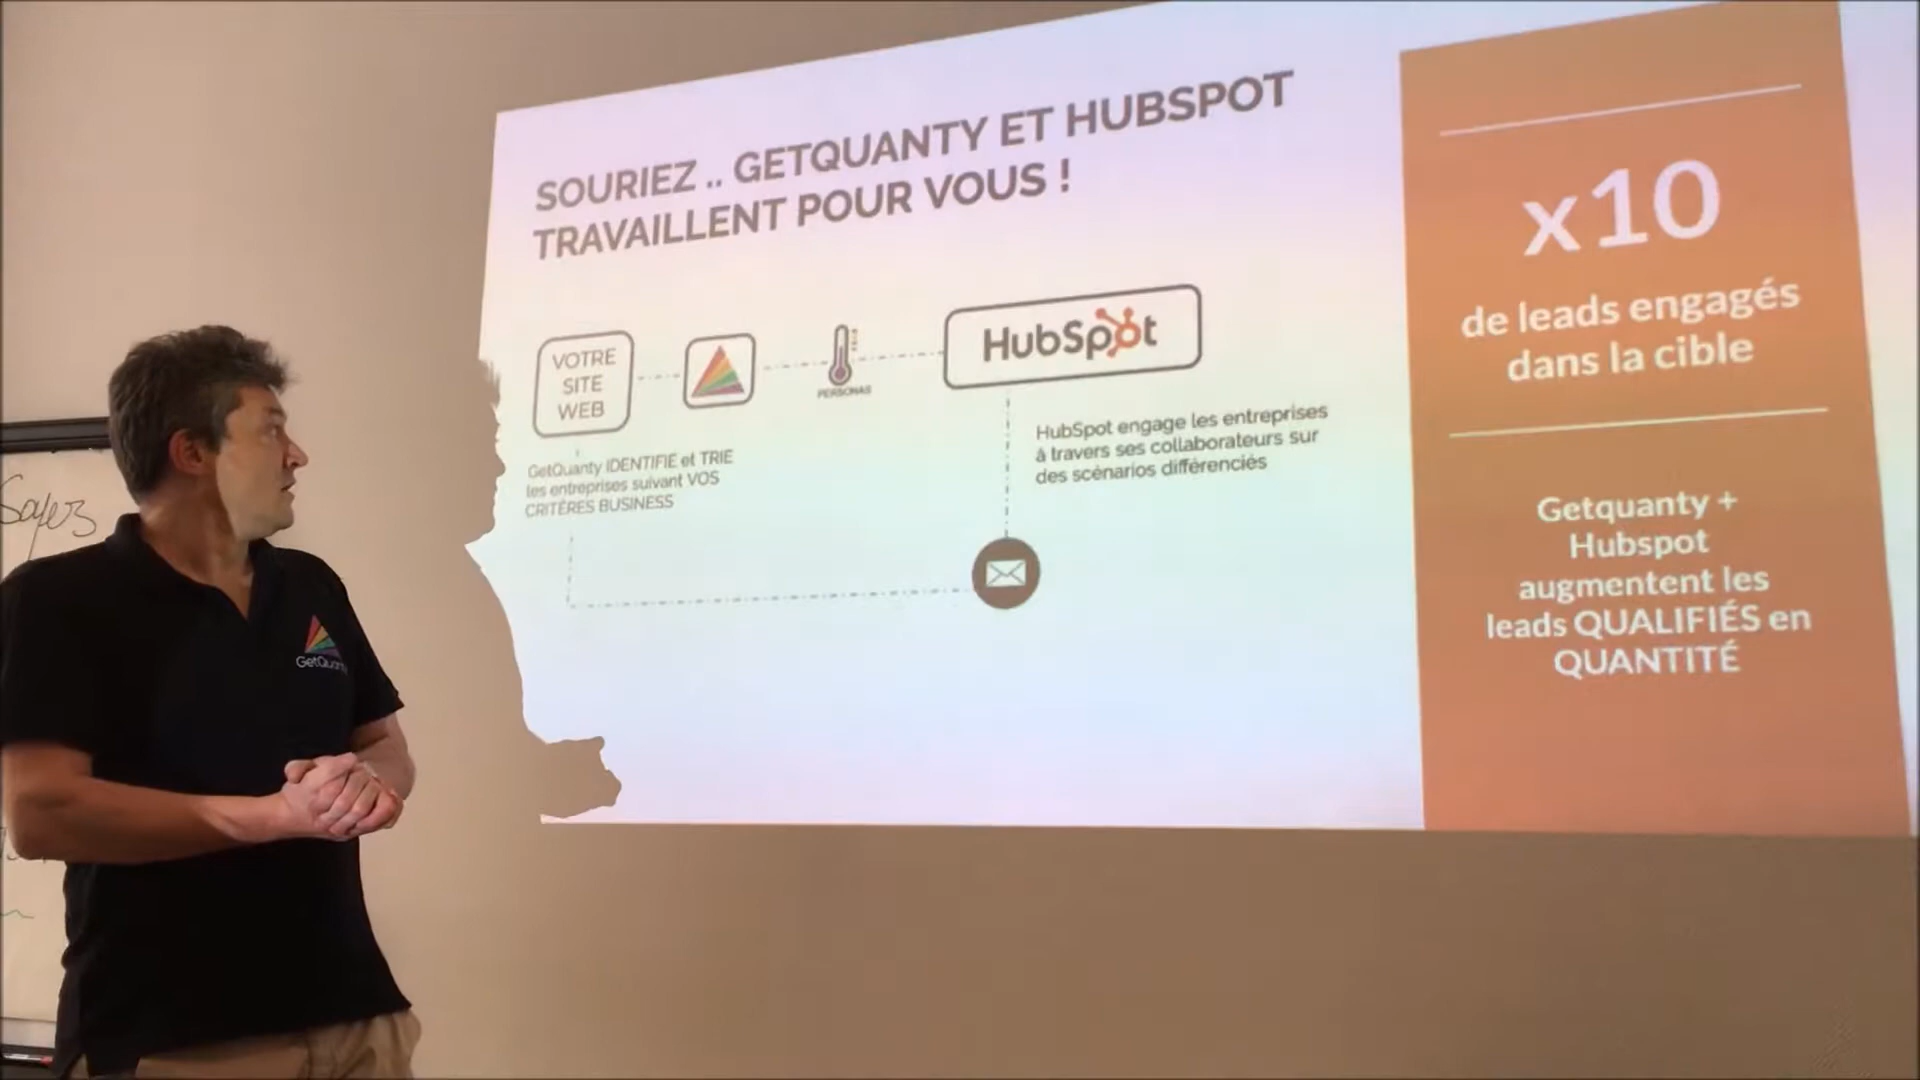 SOURIEZ .. GETQUANTY ET HUBSPOT
TRAVAILLENT POUR VOUS !
VOTRE
SITE
WEB
PERSONAS
HubSpot
GetQuanty IDENTIFIE et TRIE
les entreprises suivant VOS
CRITÈRES BUSINESS
HubSpot engage les entreprises
à travers ses collaborateurs sur
des scénarios différenciés
x10
de leads engagés
dans la cible
Getquanty +
Hubspot
augmentent les
leads QUALIFIÉS en
QUANTITÉ
Soyez
GetQuanty